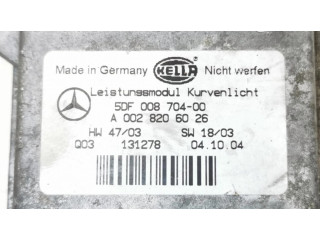 Made in Germany HELLA Nicht werfen
Leistungsmodul Kurvenlicht
5DF 008 704-00
A 002 820 60 26
HW 47/03 SW 18/03
Q03 131278 04.10.04